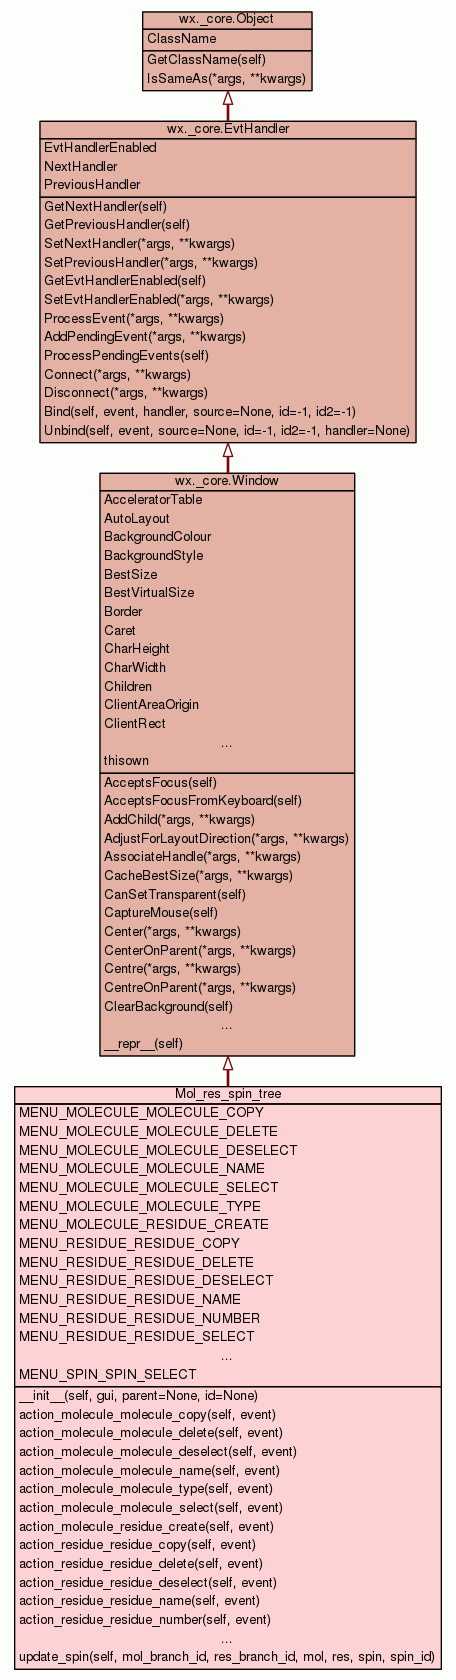 wx._core.Object
ClassName
GetClassName(self)
IsSameAs(*args, **kwargs)
wx._core.EvtHandler
EvtHandlerEnabled
NextHandler
PreviousHandler
GetNextHandler(self)
GetPreviousHandler(self)
SetNextHandler(*args, **kwargs)
SetPreviousHandler(*args, **kwargs)
GetEvtHandlerEnabled(self)
SetEvtHandlerEnabled(*args, **kwargs)
ProcessEvent(*args, **kwargs)
AddPendingEvent(*args, **kwargs)
ProcessPendingEvents(self)
Connect(*args, **kwargs)
Disconnect(*args, **kwargs)
Bind(self, event, handler, source=None, id=-1, id2=-1)
Unbind(self, event, source=None, id=-1, id2=-1, handler=None)
wx._core.Window
AcceleratorTable
AutoLayout
BackgroundColour
BackgroundStyle
BestSize
BestVirtualSize
Border
Caret
CharHeight
CharWidth
Children
ClientAreaOrigin
ClientRect
...
thisown
AcceptsFocus(self)
AcceptsFocusFromKeyboard(self)
AddChild(*args, **kwargs)
AdjustForLayoutDirection(*args, **kwargs)
AssociateHandle(*args, **kwargs)
CacheBestSize(*args, **kwargs)
CanSetTransparent(self)
CaptureMouse(self)
Center(*args, **kwargs)
CenterOnParent(*args, **kwargs)
Centre(*args, **kwargs)
CentreOnParent(*args, **kwargs)
ClearBackground(self)
...
__repr__(self)
Mol_res_spin_tree
MENU_MOLECULE_MOLECULE_COPY
MENU_MOLECULE_MOLECULE_DELETE
MENU_MOLECULE_MOLECULE_DESELECT
MENU_MOLECULE_MOLECULE_NAME
MENU_MOLECULE_MOLECULE_SELECT
MENU_MOLECULE_MOLECULE_TYPE
MENU_MOLECULE_RESIDUE_CREATE
MENU_RESIDUE_RESIDUE_COPY
MENU_RESIDUE_RESIDUE_DELETE
MENU_RESIDUE_RESIDUE_DESELECT
MENU_RESIDUE_RESIDUE_NAME
MENU_RESIDUE_RESIDUE_NUMBER
MENU_RESIDUE_RESIDUE_SELECT
...
MENU_SPIN_SPIN_SELECT
__init__(self, gui, parent=None, id=None)
action_molecule_molecule_copy(self, event)
action_molecule_molecule_delete(self, event)
action_molecule_molecule_deselect(self, event)
action_molecule_molecule_name(self, event)
action_molecule_molecule_type(self, event)
action_molecule_molecule_select(self, event)
action_molecule_residue_create(self, event)
action_residue_residue_copy(self, event)
action_residue_residue_delete(self, event)
action_residue_residue_deselect(self, event)
action_residue_residue_name(self, event)
action_residue_residue_number(self, event)
...
update_spin(self, mol_branch_id, res_branch_id, mol, res, spin, spin_id)